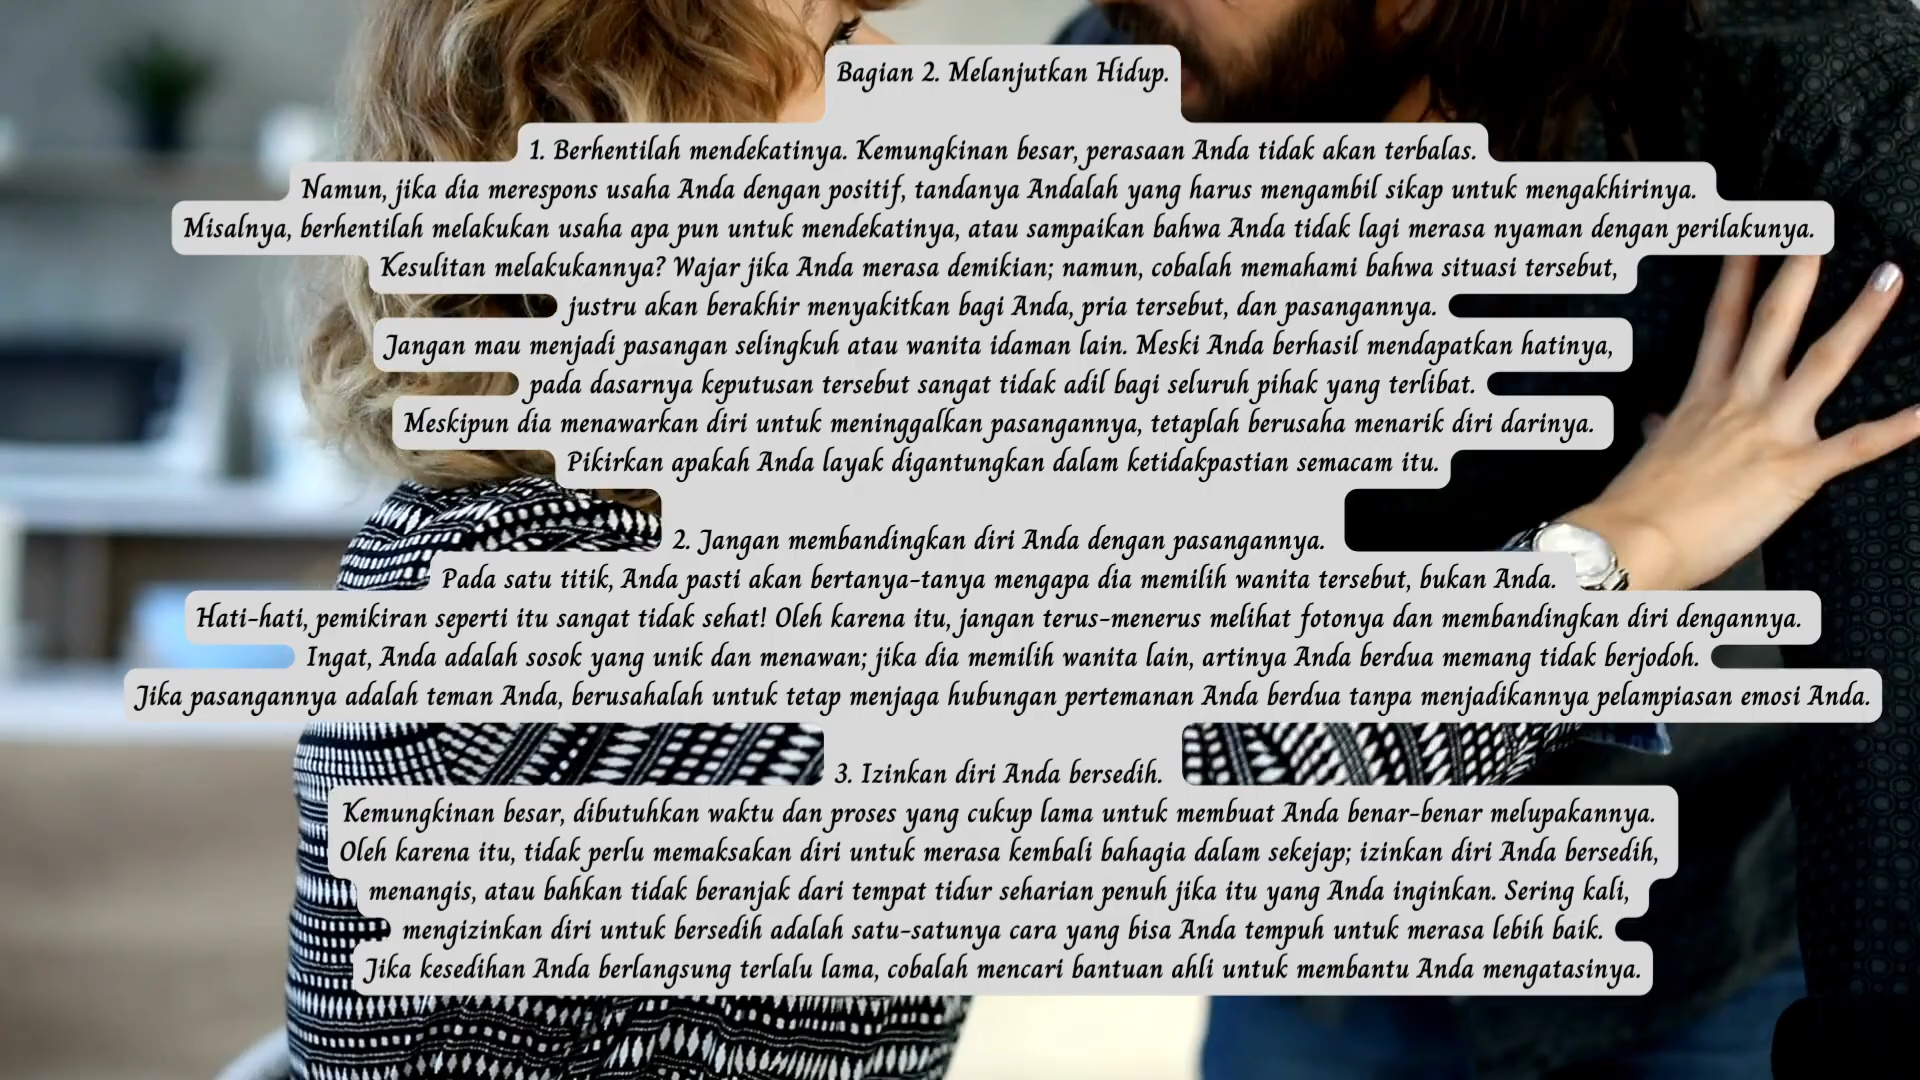 Bagian 2. Melanjutkan Hidup.
1. Berhentilah mendekatinya. Kemungkinan besar, perasaan Anda tidak akan terbalas.
Namun, jika dia merespons usaha Anda dengan positif, tandanya Andalah yang harus mengambil sikap untuk mengakhirinya.
Misalnya, berhentilah melakukan usaha apa pun untuk mendekatinya, atau sampaikan bahwa Anda tidak lagi merasa nyaman dengan perilakunya.
Kesulitan melakukannya? Wajar jika Anda merasa demikian; namun, cobalah memahami bahwa situasi tersebut,
justru akan berakhir menyakitkan bagi Anda, pria tersebut, dan pasangannya.
Jangan mau menjadi pasangan selingkuh atau wanita idaman lain. Meski Anda berhasil mendapatkan hatinya,
pada dasarnya keputusan tersebut sangat tidak adil bagi seluruh pihak yang terlibat.
Meskipun dia menawarkan diri untuk meninggalkan pasangannya, tetaplah berusaha menarik diri darinya.
Pikirkan apakah Anda layak digantungkan dalam ketidakpastian semacam itu.
2. Jangan membandingkan diri Anda dengan pasangannya.
Pada satu titik, Anda pasti akan bertanya-tanya mengapa dia memilih wanita tersebut, bukan Anda.
Hati-hati, pemikiran seperti itu sangat tidak sehat! Oleh karena itu, jangan terus-menerus melihat fotonya dan membandingkan diri dengannya.
Ingat, Anda adalah sosok yang unik dan menawan; jika dia memilih wanita lain, artinya Anda berdua memang tidak berjodoh.
Jika pasangannya adalah teman Anda, berusahalah untuk tetap menjaga hubungan pertemanan Anda berdua tanpa menjadikannya pelampiasan emosi Anda.
3. Izinkan diri Anda bersedih.
Kemungkinan besar, dibutuhkan waktu dan proses yang cukup lama untuk membuat Anda benar-benar melupakannya.
Oleh karena itu, tidak perlu memaksakan diri untuk merasa kembali bahagia dalam sekejap; izinkan diri Anda bersedih,
menangis, atau bahkan tidak beranjak dari tempat tidur seharian penuh jika itu yang Anda inginkan. Sering kali,
mengizinkan diri untuk bersedih adalah satu-satunya cara yang bisa Anda tempuh untuk merasa lebih baik.
Jika kesedihan Anda berlangsung terlalu lama, cobalah mencari bantuan ahli untuk membantu Anda mengatasinya.